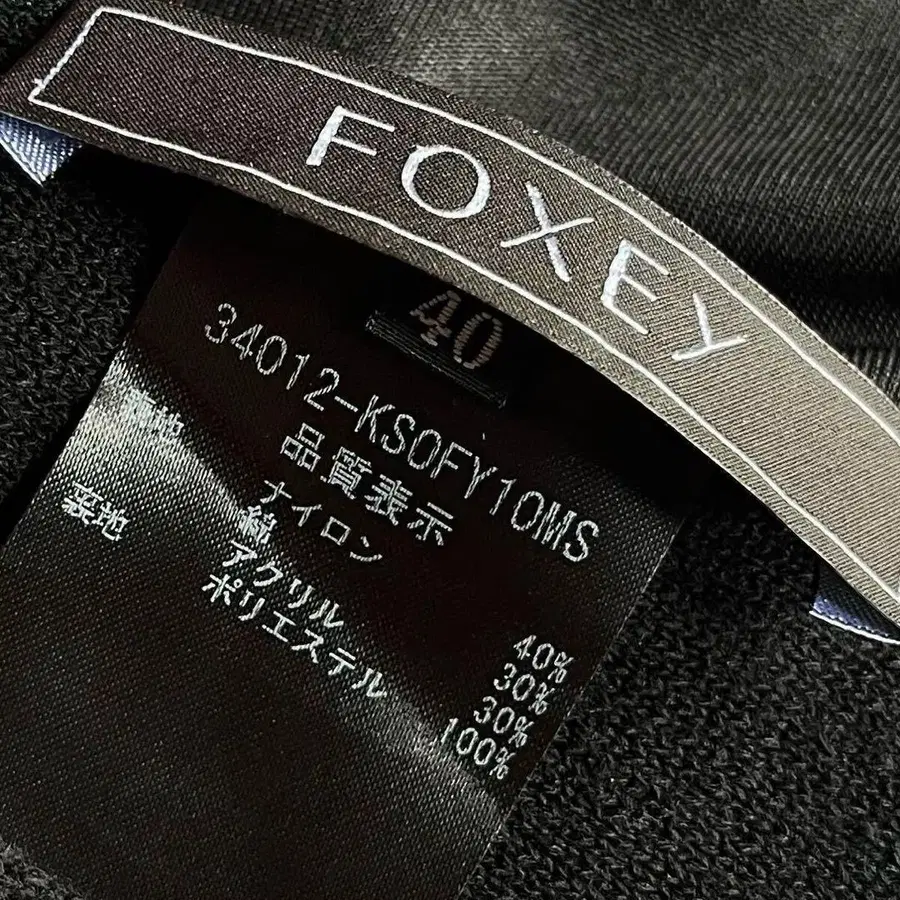 FOXEY
40
34012-KSOFY10MS
品質表示
表地 ナイロン 40%
綿 30%
アクリル 30%
裏地 ポリエステル 100%